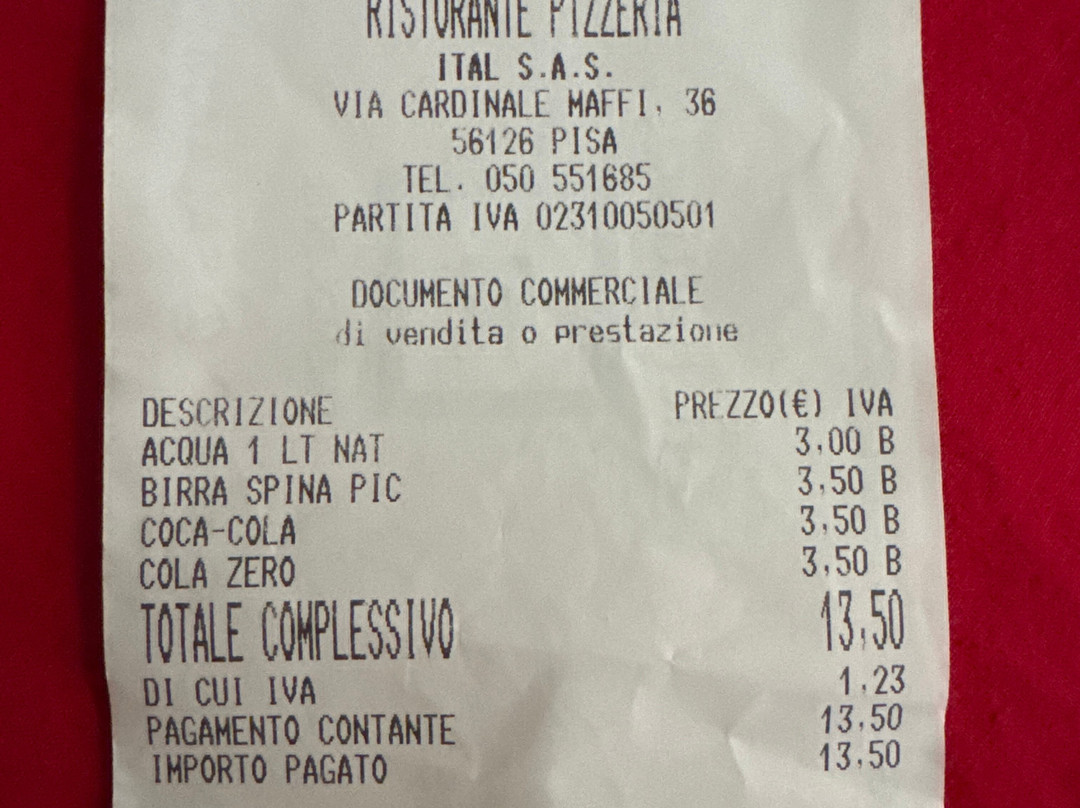 RISTORANTE PIZZERIA
ITAL S.A.S.
VIA CARDINALE MAFFI, 36
56126 PISA
TEL. 050 551685
PARTITA IVA 02310050501
DOCUMENTO COMMERCIALE
di vendita o prestazione
DESCRIZIONE PREZZO(€) IVA
ACQUA 1 LT NAT 3,00 B
BIRRA SPINA PIC 3,50 B
COCA-COLA 3,50 B
COLA ZERO 3,50 B
TOTALE COMPLESSIVO 13,50
DI CUI IVA 1,23
PAGAMENTO CONTANTE 13,50
IMPORTO PAGATO 13,50